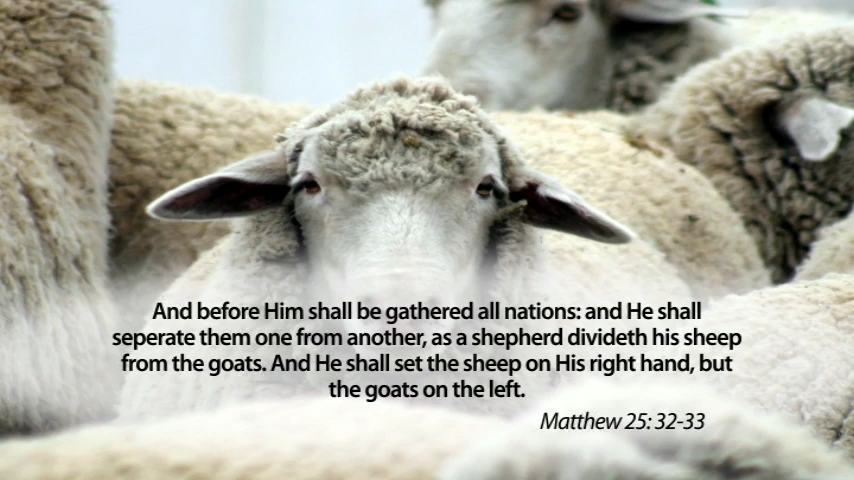 And before Him shall be gathered all nations: and He shall
seperate them one from another, as a shepherd divideth his sheep
from the goats. And He shall set the sheep on His right hand, but
the goats on the left.
Matthew 25: 32-33